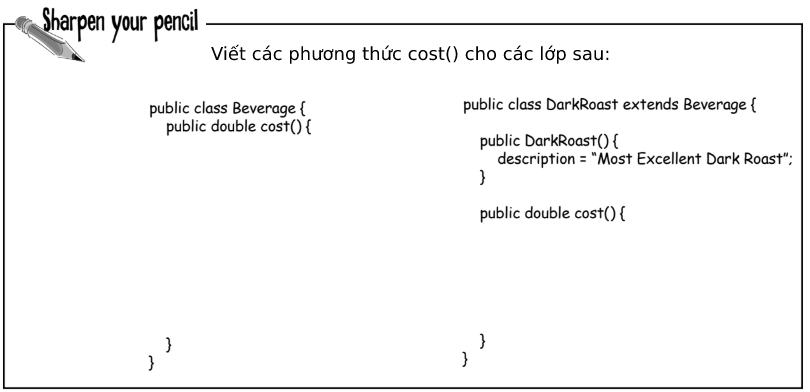 Sharpen your pencil
Viết các phương thức cost() cho các lớp sau:
public class Beverage {
public double cost() {
}
}
public class DarkRoast extends Beverage {
public DarkRoast() {
description = “Most Excellent Dark Roast”;
}
public double cost() {
}
}